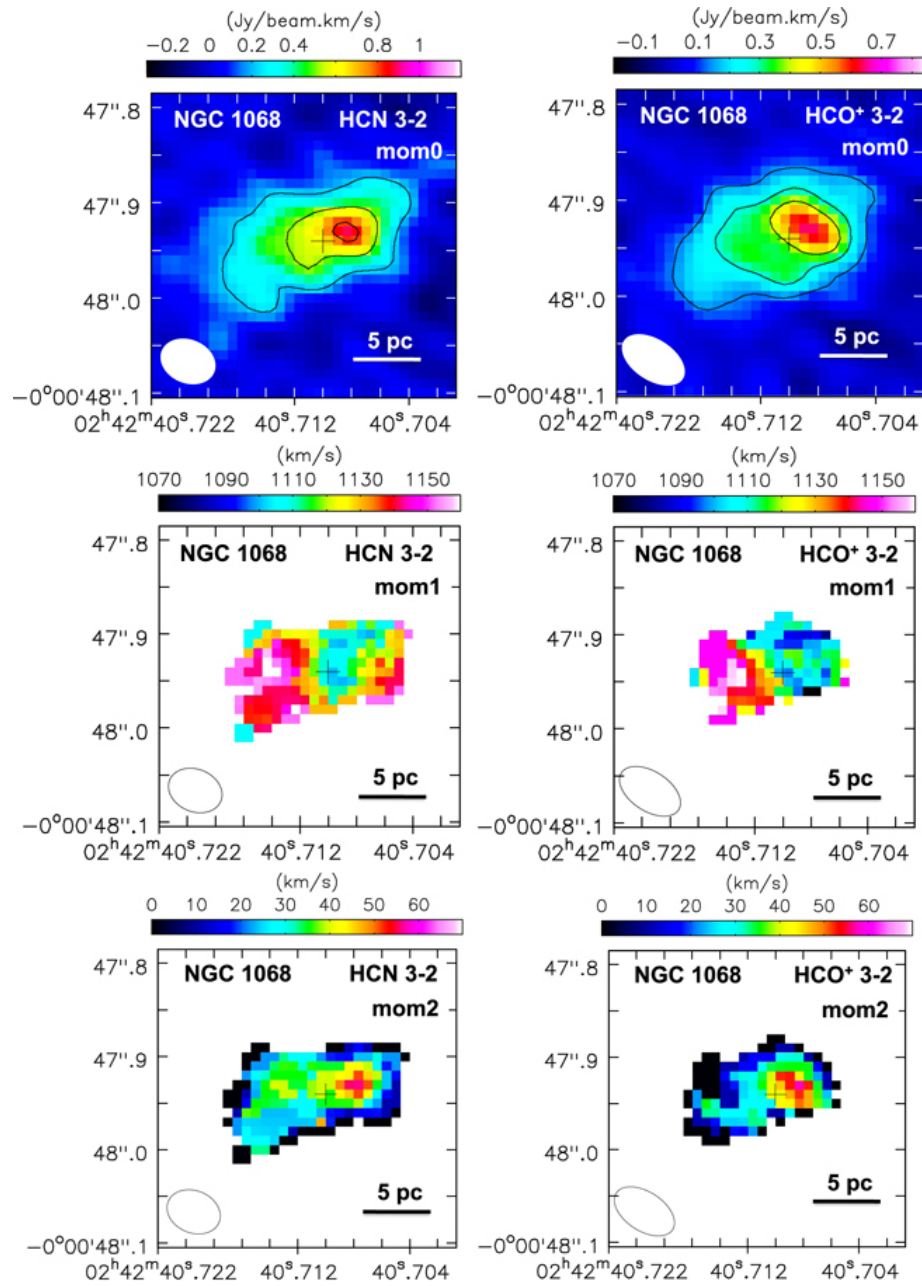 (Jy/beam.km/s)
−0.2 0 0.2 0.4 0.8 1
47".8
NGC 1068 HCN 3-2
mom0
47".9
48".0
5 pc
−0°00'48".1
02ʰ42ᵐ40ˢ.722 40ˢ.712 40ˢ.704
(Jy/beam.km/s)
−0.1 0.1 0.3 0.5 0.7
NGC 1068 HCO⁺ 3-2
mom0
47".8
47".9
48".0
5 pc
−0°00'48".1
02ʰ42ᵐ40ˢ.722 40ˢ.712 40ˢ.704
(km/s)
1070 1090 1110 1130 1150
47".8
NGC 1068 HCN 3-2
mom1
47".9
48".0
5 pc
−0°00'48".1
02ʰ42ᵐ40ˢ.722 40ˢ.712 40ˢ.704
(km/s)
1070 1090 1110 1130 1150
47".8
NGC 1068 HCO⁺ 3-2
mom1
47".9
48".0
5 pc
−0°00'48".1
02ʰ42ᵐ40ˢ.722 40ˢ.712 40ˢ.704
(km/s)
0 10 20 30 40 50 60
47".8
NGC 1068 HCN 3-2
mom2
47".9
48".0
5 pc
−0°00'48".1
02ʰ42ᵐ40ˢ.722 40ˢ.712 40ˢ.704
(km/s)
0 10 20 30 40 50 60
47".8
NGC 1068 HCO⁺ 3-2
mom2
47".9
48".0
5 pc
−0°00'48".1
02ʰ42ᵐ40ˢ.722 40ˢ.712 40ˢ.704